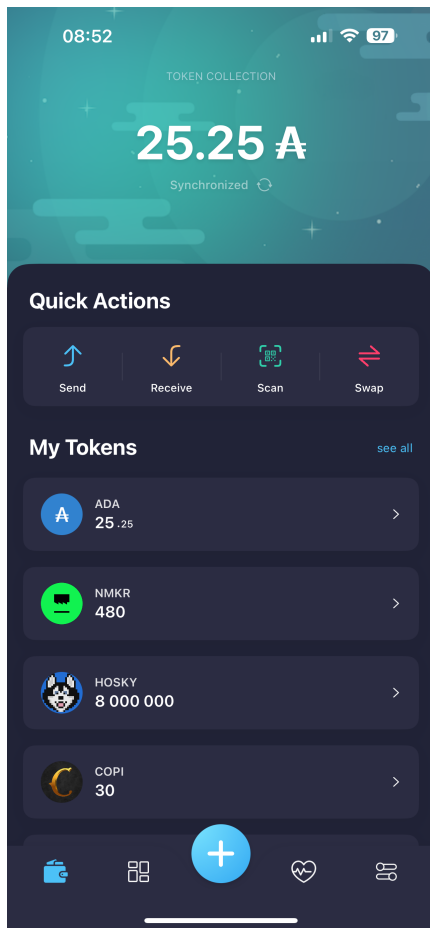 08:52
97
TOKEN COLLECTION
25.25 ₳
Synchronized
Quick Actions
Send
Receive
Scan
Swap
My Tokens
see all
ADA
25.25
NMKR
480
HOSKY
8 000 000
COPI
30